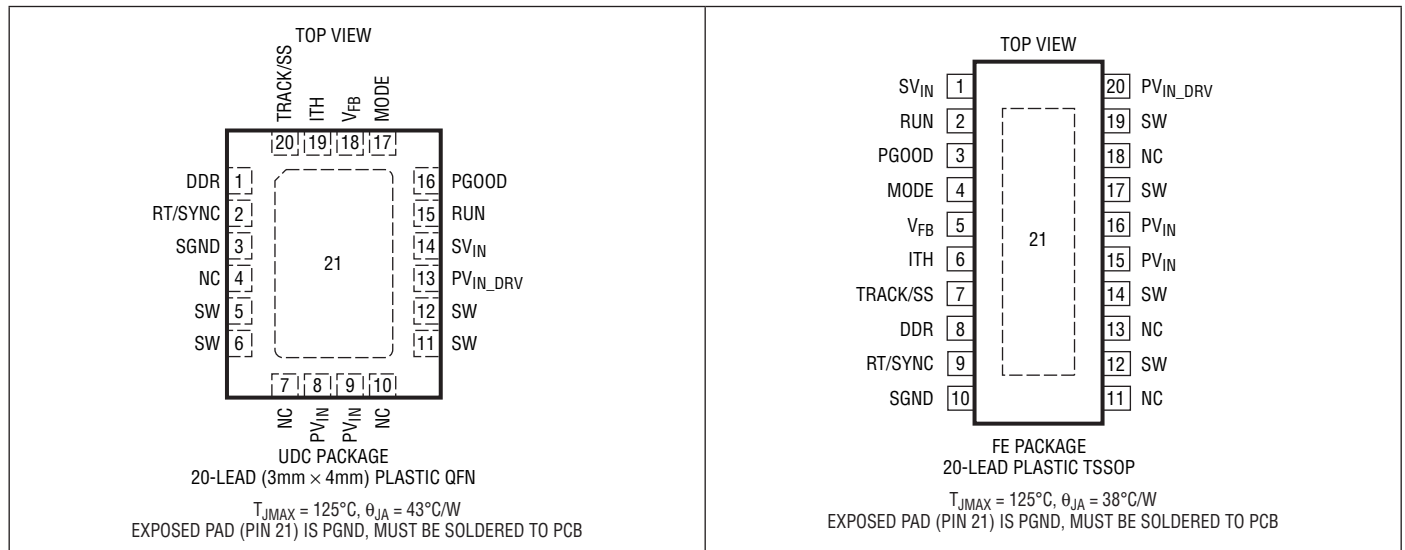 TOP VIEW
TRACK/SS
ITH
VFB
MODE
20 19 18 17
DDR 1
RT/SYNC 2
SGND 3
NC 4
SW 5
SW 6
21
16 PGOOD
15 RUN
14 SVIN
13 PVIN_DRV
12 SW
11 SW
7 8 9 10
NC
PVIN
PVIN
NC
UDC PACKAGE
20-LEAD (3mm × 4mm) PLASTIC QFN
TJMAX = 125°C, θJA = 43°C/W
EXPOSED PAD (PIN 21) IS PGND, MUST BE SOLDERED TO PCB
TOP VIEW
SVIN 1
RUN 2
PGOOD 3
MODE 4
VFB 5
ITH 6
TRACK/SS 7
DDR 8
RT/SYNC 9
SGND 10
21
20 PVIN_DRV
19 SW
18 NC
17 SW
16 PVIN
15 PVIN
14 SW
13 NC
12 SW
11 NC
FE PACKAGE
20-LEAD PLASTIC TSSOP
TJMAX = 125°C, θJA = 38°C/W
EXPOSED PAD (PIN 21) IS PGND, MUST BE SOLDERED TO PCB